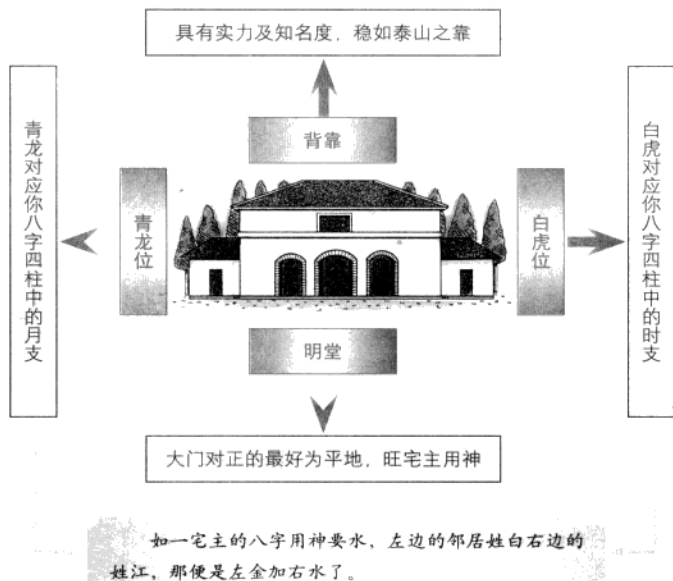 具有实力及知名度，稳如泰山之靠
背靠
青龙对应你八字四柱中的月支
青龙位
白虎位
白虎对应你八字四柱中的时支
明堂
大门对正的最好为平地，旺宅主用神
如一宅主的八字用神要水，左边的邻居姓白右边的
姓江，那便是左金加右水了。